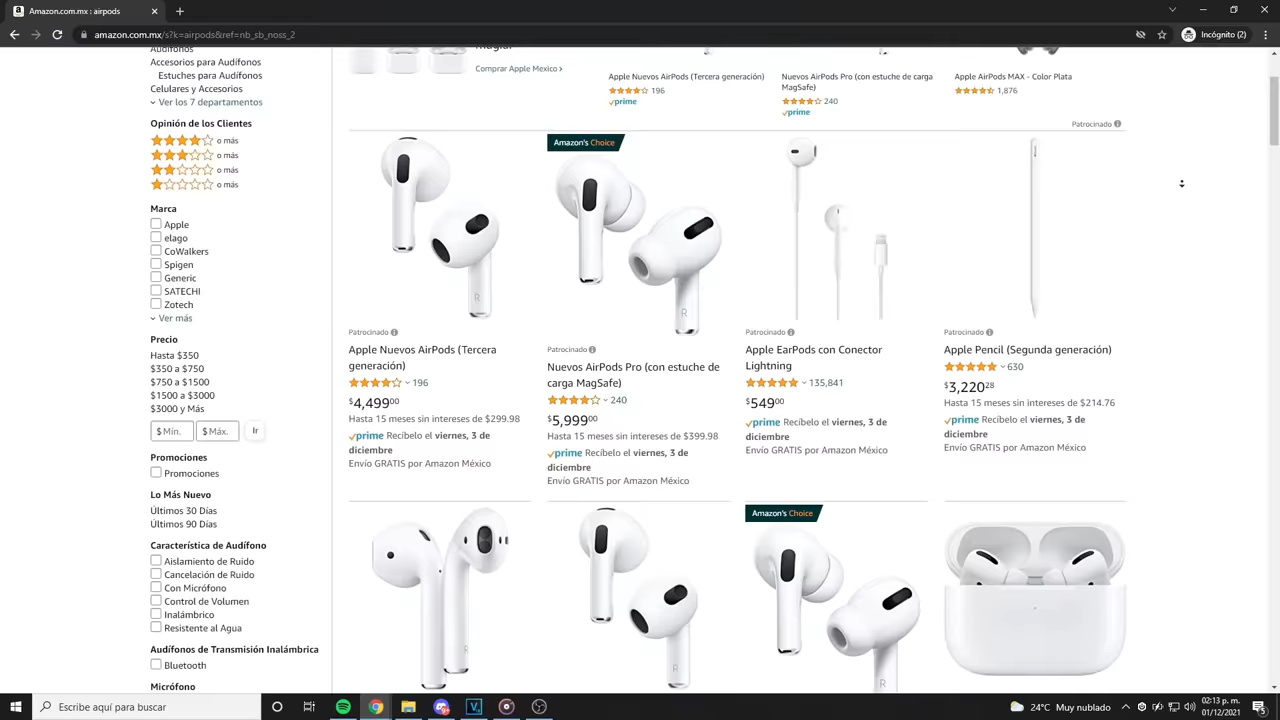 Amazon.com.mx : airpods
amazon.com.mx/s?k=airpods&ref=nb_sb_noss_2
Incógnito (2)
Audífonos
Accesorios para Audífonos
Estuches para Audífonos
Celulares y Accesorios
Ver los 7 departamentos
Opinión de los Clientes
o más
o más
o más
o más
Marca
Apple
elago
CoWalkers
Spigen
Generic
SATECHI
Zotech
Ver más
Precio
Hasta $350
$350 a $750
$750 a $1500
$1500 a $3000
$3000 y Más
$ Mín.
$ Máx.
Ir
Promociones
Promociones
Lo Más Nuevo
Últimos 30 Días
Últimos 90 Días
Característica de Audífono
Aislamiento de Ruido
Cancelación de Ruido
Con Micrófono
Control de Volumen
Inalámbrico
Resistente al Agua
Audífonos de Transmisión Inalámbrica
Bluetooth
Micrófono
Comprar Apple Mexico
Apple Nuevos AirPods (Tercera generación)
196
prime
Nuevos AirPods Pro (con estuche de carga
MagSafe)
240
prime
Apple AirPods MAX - Color Plata
1,876
Patrocinado
Patrocinado
Apple Nuevos AirPods (Tercera
generación)
196
$4,499.00
Hasta 15 meses sin intereses de $299.98
prime Recíbelo el viernes, 3 de
diciembre
Envío GRATIS por Amazon México
Amazon's Choice
Patrocinado
Nuevos AirPods Pro (con estuche de
carga MagSafe)
240
$5,999.00
Hasta 15 meses sin intereses de $399.98
prime Recíbelo el viernes, 3 de
diciembre
Envío GRATIS por Amazon México
Patrocinado
Apple EarPods con Conector
Lightning
135,841
$549.00
prime Recíbelo el viernes, 3 de
diciembre
Envío GRATIS por Amazon México
Patrocinado
Apple Pencil (Segunda generación)
630
$3,220.28
Hasta 15 meses sin intereses de $214.76
prime Recíbelo el viernes, 3 de
diciembre
Envío GRATIS por Amazon México
Amazon's Choice
Escribe aquí para buscar
24°C Muy nublado
02:13 p. m.
01/12/2021